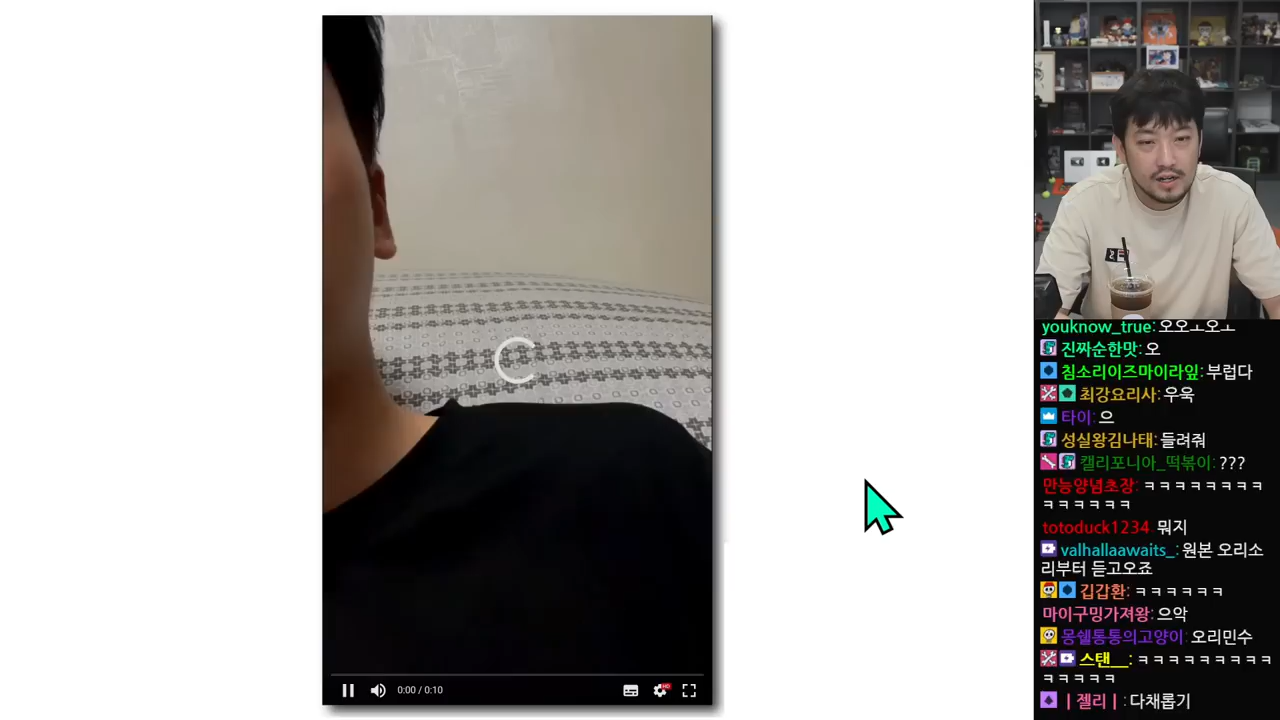 0:00 / 0:10
HD
youknow_true: 오오ㅗ오ㅗ
진짜순한맛: 오
침소리이즈마이라잎: 부럽다
최강요리사: 우욱
타이: 으
성실왕김나태: 들려줘
캘리포니아_떡볶이: ???
만능양념초장: ㅋㅋㅋㅋㅋㅋㅋㅋ
ㅋㅋㅋㅋㅋㅋ
totoduck1234 뭐지
valhallaawaits_: 원본 오리소
리부터 듣고오죠
김갑환: ㅋㅋㅋㅋㅋㅋ
마이구밍가져왕: 으악
몽쉘통통의고양이: 오리민수
스탠__: ㅋㅋㅋㅋㅋㅋㅋㅋㅋ
ㅋㅋㅋㅋㅋ
| 젤리 | : 다채롭기